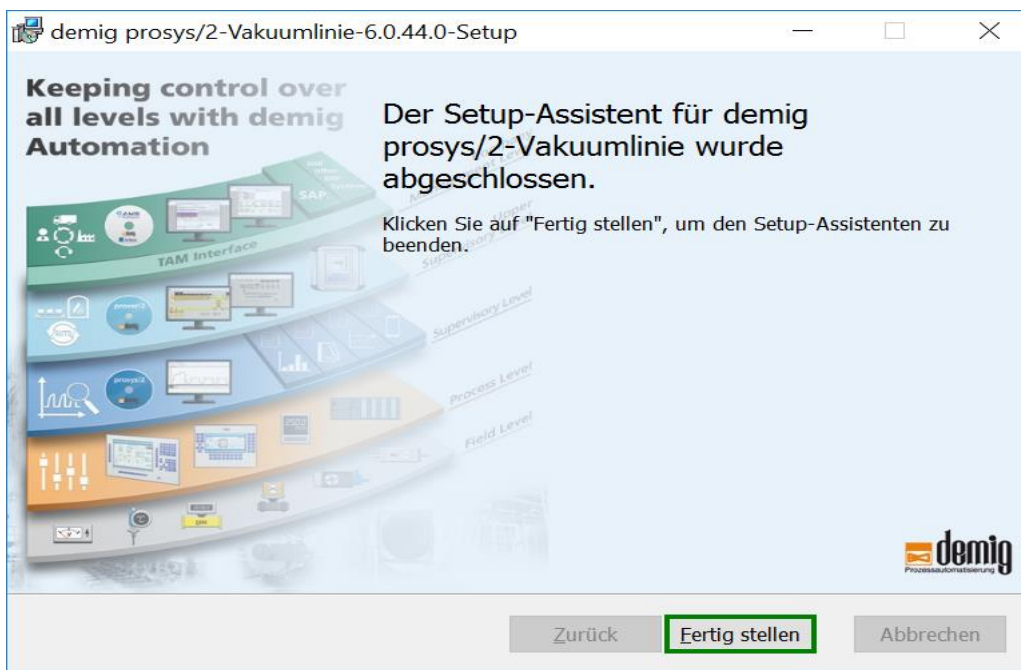 demig prosys/2-Vakuumlinie-6.0.44.0-Setup
Keeping control over
all levels with demig
Automation
Der Setup-Assistent für demig
prosys/2-Vakuumlinie wurde
abgeschlossen.
Klicken Sie auf "Fertig stellen", um den Setup-Assistenten zu
beenden.
SAP
TAM Interface
Supervisory Level
Process Level
Field Level
demig
Prozessautomatisierung
Zurück
Fertig stellen
Abbrechen